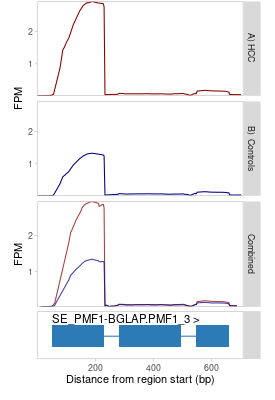 2
1
A) HCC
FPM
2
1
B) Controls
2
1
FPM
Combined
SE_PMF1-BGLAP.PMF1_3 >
200 400 600
Distance from region start (bp)